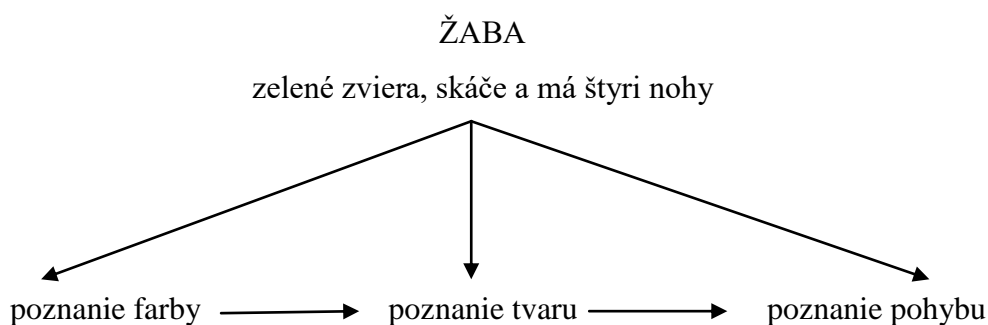 ŽABA
zelené zviera, skáče a má štyri nohy
poznanie farby poznanie tvaru poznanie pohybu